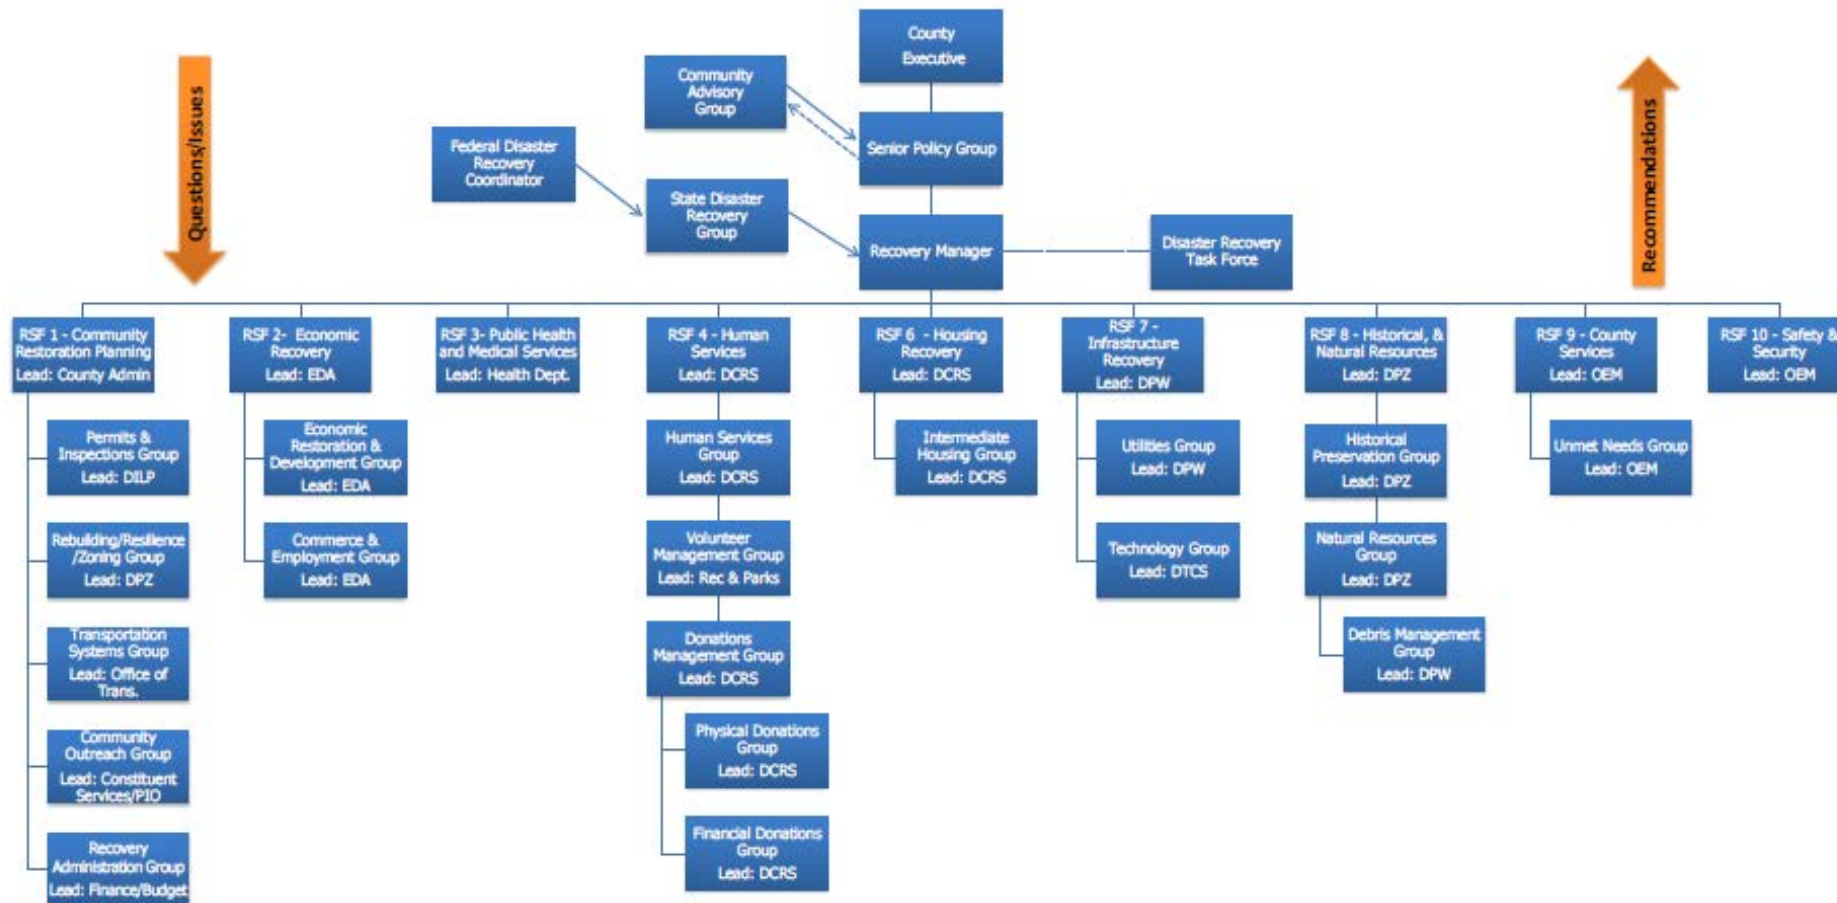 County
Executive
Community
Advisory
Group
Questions/Issues
Recommendations
Federal Disaster
Recovery
Coordinator
Senior Policy Group
State Disaster
Recovery
Group
Recovery Manager
Disaster Recovery
Task Force
RSF 1 - Community
Restoration Planning
Lead: County Admin
RSF 2- Economic
Recovery
Lead: EDA
RSF 3- Public Health
and Medical Services
Lead: Health Dept.
RSF 4 - Human
Services
Lead: DCRS
RSF 6 - Housing
Recovery
Lead: DCRS
RSF 7 -
Infrastructure
Recovery
Lead: DPW
RSF 8 - Historical, &
Natural Resources
Lead: DPZ
RSF 9 - County
Services
Lead: OEM
RSF 10 - Safety &
Security
Lead: OEM
Permits &
Inspections Group
Lead: DILP
Economic
Restoration &
Development Group
Lead: EDA
Human Services
Group
Lead: DCRS
Intermediate
Housing Group
Lead: DCRS
Utilities Group
Lead: DPW
Historical
Preservation Group
Lead: DPZ
Unmet Needs Group
Lead: OEM
Rebuilding/Resilience
/Zoning Group
Lead: DPZ
Commerce &
Employment Group
Lead: EDA
Volunteer
Management Group
Lead: Rec & Parks
Technology Group
Lead: DTCS
Natural Resources
Group
Lead: DPZ
Transportation
Systems Group
Lead: Office of
Trans.
Donations
Management Group
Lead: DCRS
Debris Management
Group
Lead: DPW
Community
Outreach Group
Lead: Constituent
Services/PIO
Physical Donations
Group
Lead: DCRS
Recovery
Administration Group
Lead: Finance/Budget
Financial Donations
Group
Lead: DCRS